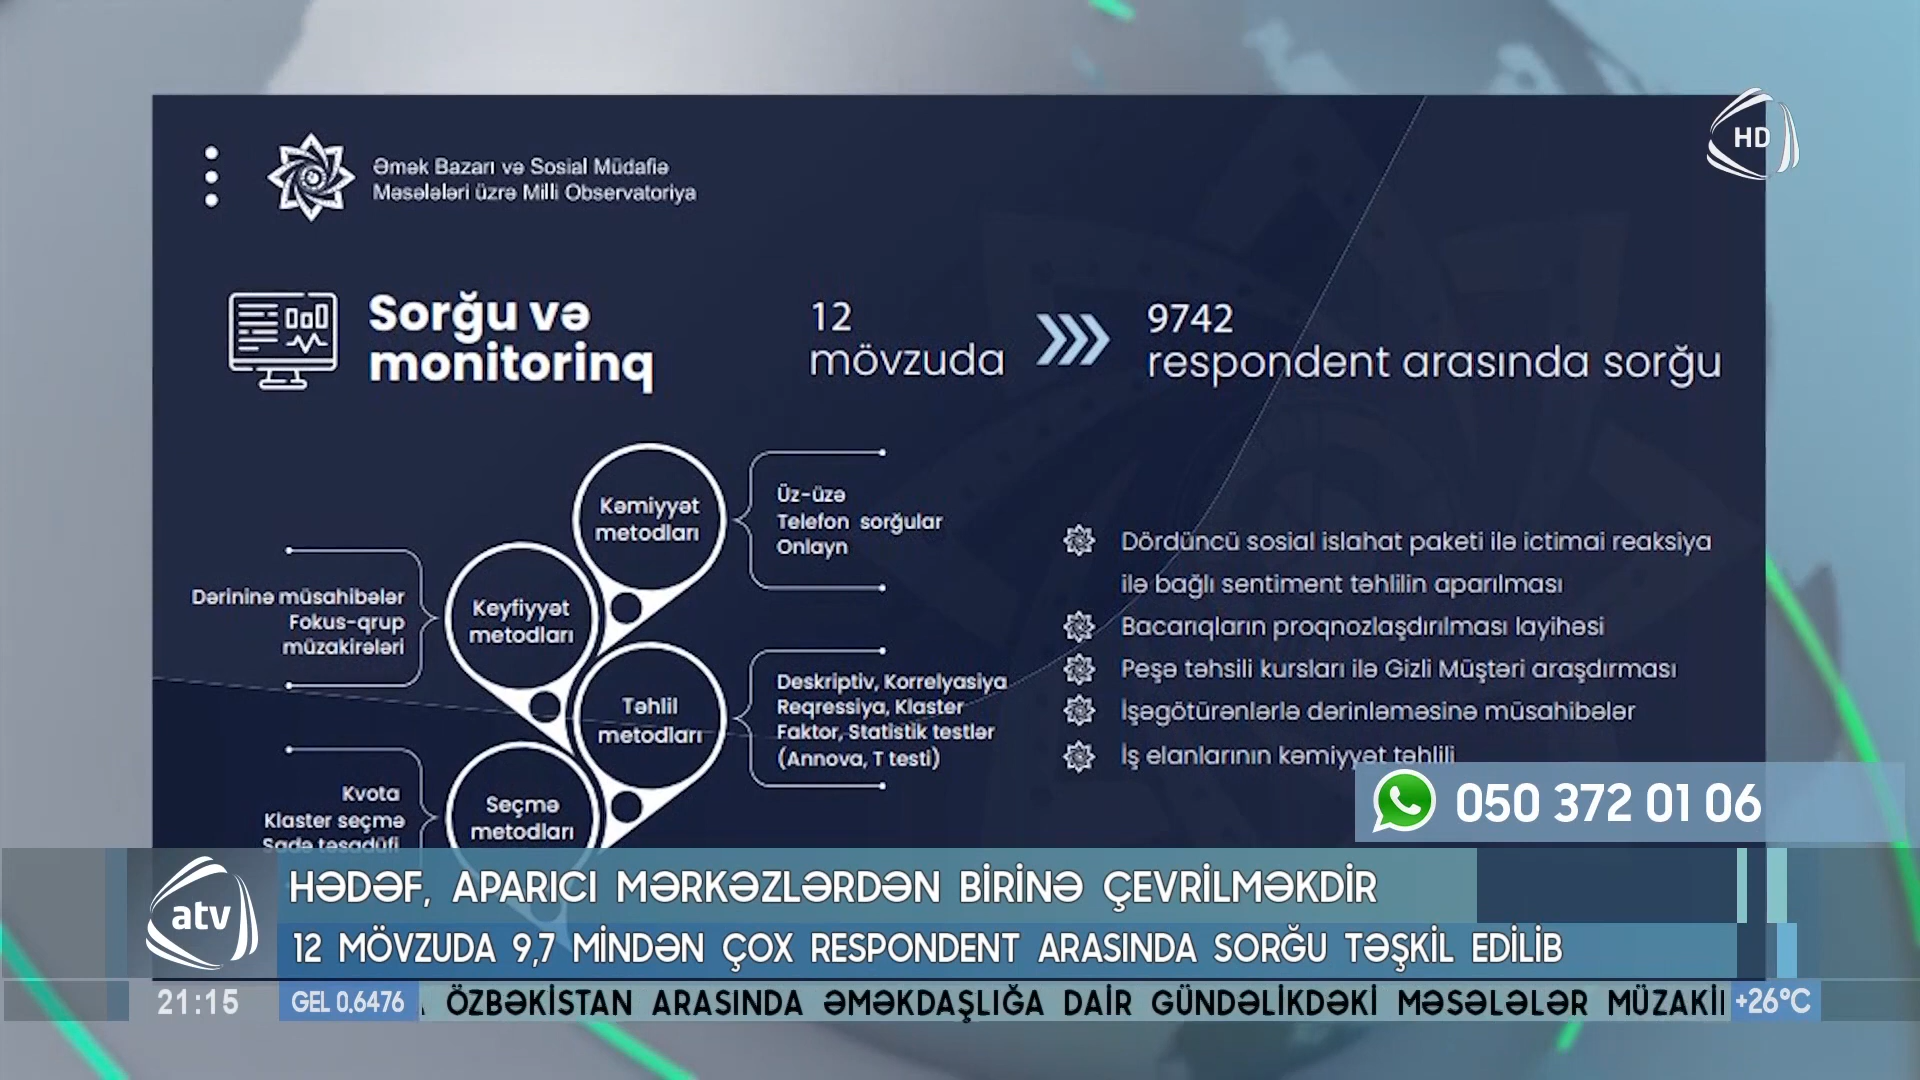 HD
Əmək Bazarı və Sosial Müdafiə
Məsələləri üzrə Milli Observatoriya
Sorğu və
monitorinq
12
mövzuda
9742
respondent arasında sorğu
Kəmiyyət
metodları
Üz-üzə
Telefon sorğular
Onlayn
Dərininə müsahibələr
Fokus-qrup
müzakirələri
Keyfiyyət
metodları
Təhlil
metodları
Deskriptiv, Korrelyasiya
Reqressiya, Klaster
Faktor, Statistik testlər
(Annova, T testi)
Kvota
Klaster seçmə
Sadə təsadüfi
Seçmə
metodları
Dördüncü sosial islahat paketi ilə ictimai reaksiya
ilə bağlı sentiment təhlilin aparılması
Bacarıqların proqnozlaşdırılması layihəsi
Peşə təhsili kursları ilə Gizli Müştəri araşdırması
İşəgötürənlərlə dərinləməsinə müsahibələr
İş elanlarının kəmiyyət təhlili
050 372 01 06
atv
HƏDƏF, APARICI MƏRKƏZLƏRDƏN BİRİNƏ ÇEVRİLMƏKDİR
12 MÖVZUDA 9,7 MİNDƏN ÇOX RESPONDENT ARASINDA SORĞU TƏŞKİL EDİLİB
21:15
GEL 0.6476
ÖZBƏKİSTAN ARASINDA ƏMƏKDAŞLIĞA DAİR GÜNDƏLİKDƏKİ MƏSƏLƏLƏR
+26°C